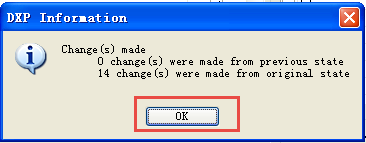 DXP Information
Change(s) made
0 change(s) were made from previous state
14 change(s) were made from original state
OK